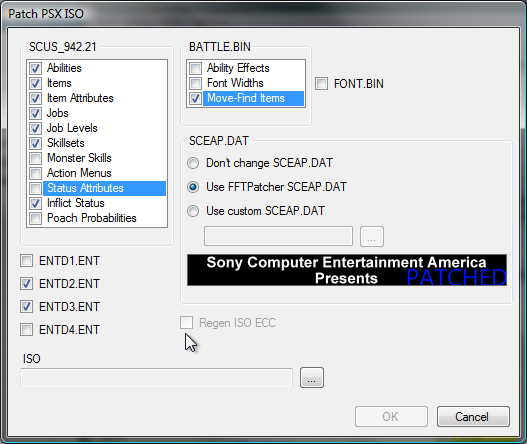 Patch PSX ISO
SCUS_942.21
Abilities
Items
Item Attributes
Jobs
Job Levels
Skillsets
Monster Skills
Action Menus
Status Attributes
Inflict Status
Poach Probabilities
BATTLE.BIN
Ability Effects
Font Widths
Move-Find Items
FONT.BIN
SCEAP.DAT
Don't change SCEAP.DAT
Use FFTPatcher SCEAP.DAT
Use custom SCEAP.DAT
...
Sony Computer Entertainment America
Presents
PATCHED
ENTD1.ENT
ENTD2.ENT
ENTD3.ENT
ENTD4.ENT
Regen ISO ECC
ISO
...
OK
Cancel